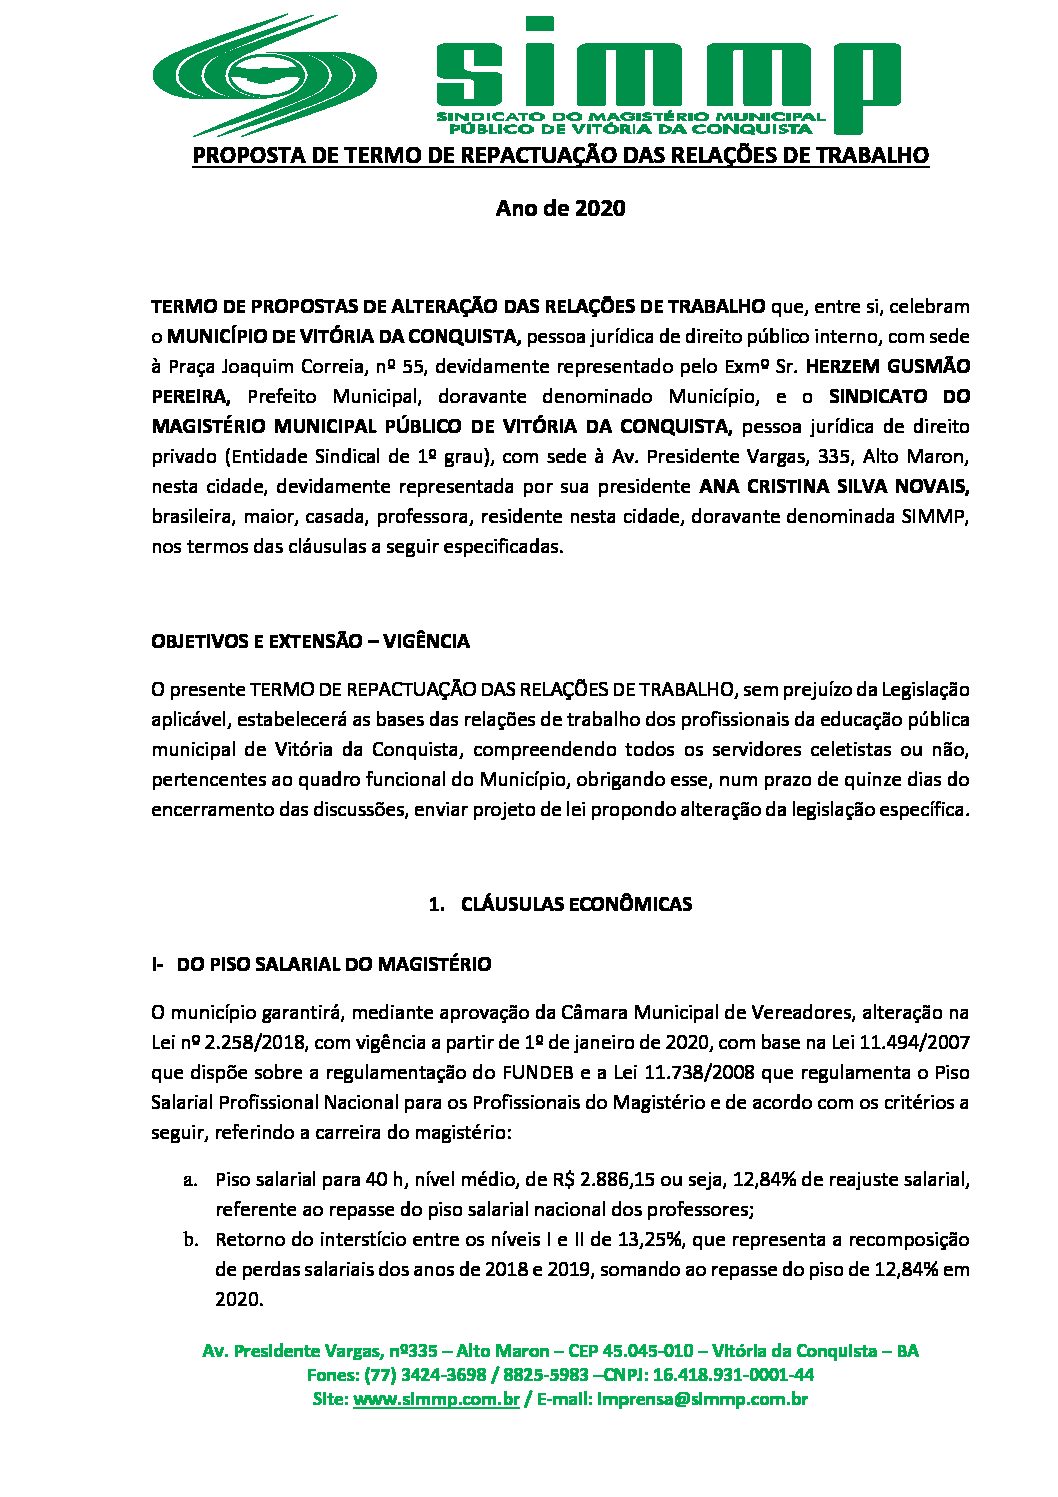 simmp
SINDICATO DO MAGISTÉRIO MUNICIPAL
PÚBLICO DE VITÓRIA DA CONQUISTA
PROPOSTA DE TERMO DE REPACTUAÇÃO DAS RELAÇÕES DE TRABALHO
Ano de 2020
TERMO DE PROPOSTAS DE ALTERAÇÃO DAS RELAÇÕES DE TRABALHO que, entre si, celebram
o MUNICÍPIO DE VITÓRIA DA CONQUISTA, pessoa jurídica de direito público interno, com sede
à Praça Joaquim Correia, nº 55, devidamente representado pelo Exmº Sr. HERZEM GUSMÃO
PEREIRA, Prefeito Municipal, doravante denominado Município, e o SINDICATO DO
MAGISTÉRIO MUNICIPAL PÚBLICO DE VITÓRIA DA CONQUISTA, pessoa jurídica de direito
privado (Entidade Sindical de 1º grau), com sede à Av. Presidente Vargas, 335, Alto Maron,
nesta cidade, devidamente representada por sua presidente ANA CRISTINA SILVA NOVAIS,
brasileira, maior, casada, professora, residente nesta cidade, doravante denominada SIMMP,
nos termos das cláusulas a seguir especificadas.
OBJETIVOS E EXTENSÃO – VIGÊNCIA
O presente TERMO DE REPACTUAÇÃO DAS RELAÇÕES DE TRABALHO, sem prejuízo da Legislação
aplicável, estabelecerá as bases das relações de trabalho dos profissionais da educação pública
municipal de Vitória da Conquista, compreendendo todos os servidores celetistas ou não,
pertencentes ao quadro funcional do Município, obrigando esse, num prazo de quinze dias do
encerramento das discussões, enviar projeto de lei propondo alteração da legislação específica.
1. CLÁUSULAS ECONÔMICAS
I- DO PISO SALARIAL DO MAGISTÉRIO
O município garantirá, mediante aprovação da Câmara Municipal de Vereadores, alteração na
Lei nº 2.258/2018, com vigência a partir de 1º de janeiro de 2020, com base na Lei 11.494/2007
que dispõe sobre a regulamentação do FUNDEB e a Lei 11.738/2008 que regulamenta o Piso
Salarial Profissional Nacional para os Profissionais do Magistério e de acordo com os critérios a
seguir, referindo a carreira do magistério:
a. Piso salarial para 40 h, nível médio, de R$ 2.886,15 ou seja, 12,84% de reajuste salarial,
referente ao repasse do piso salarial nacional dos professores;
b. Retorno do interstício entre os níveis I e II de 13,25%, que representa a recomposição
de perdas salariais dos anos de 2018 e 2019, somando ao repasse do piso de 12,84% em
2020.
Av. Presidente Vargas, nº335 – Alto Maron – CEP 45.045-010 – Vitória da Conquista – BA
Fones: (77) 3424-3698 / 8825-5983 –CNPJ: 16.418.931-0001-44
Site: www.simmp.com.br / E-mail: imprensa@simmp.com.br